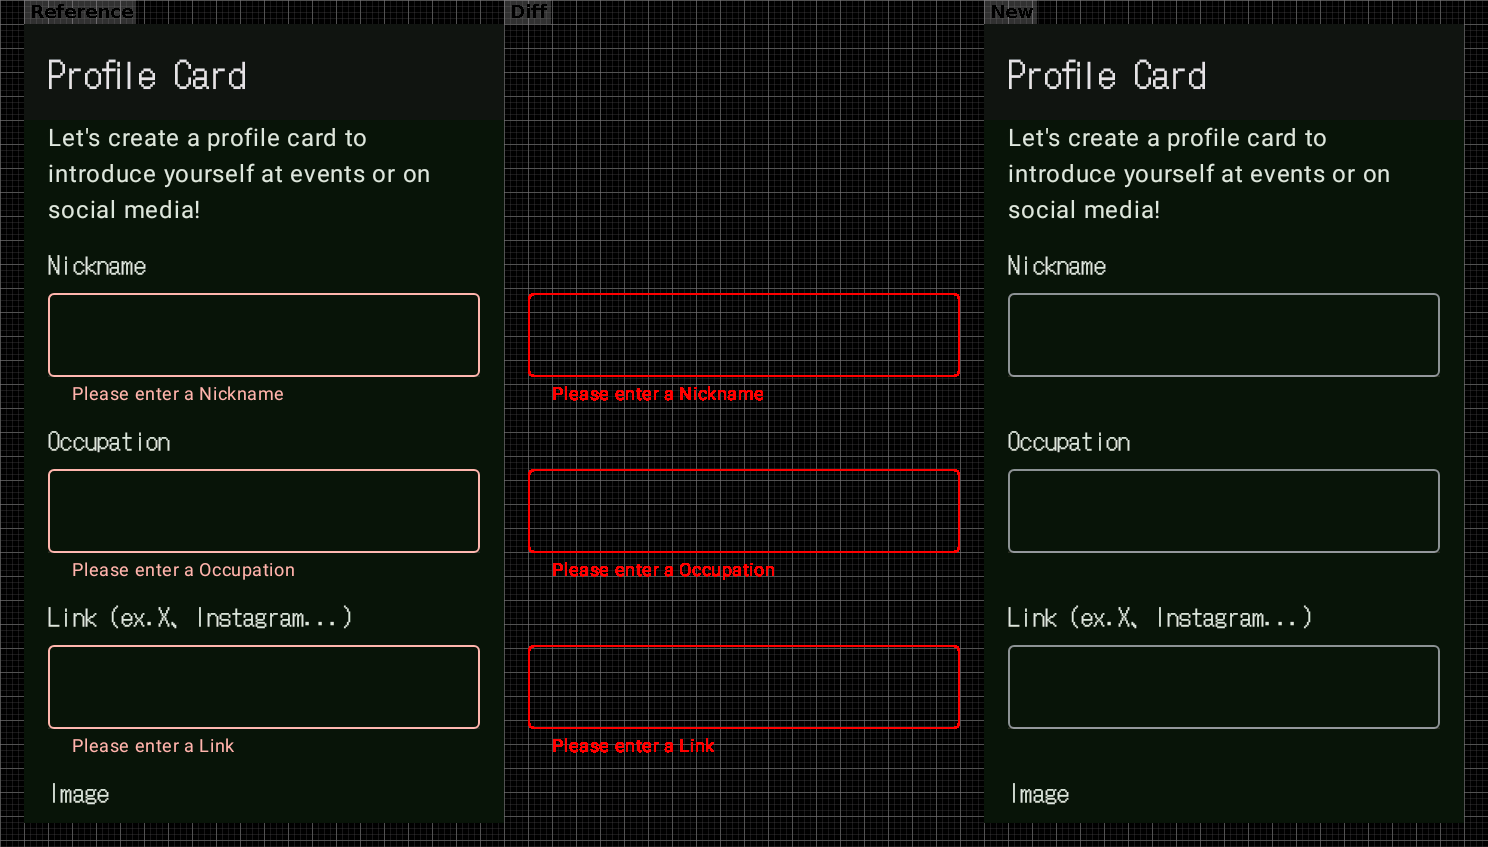 Reference
Diff
New
Profile Card
Let's create a profile card to
introduce yourself at events or on
social media!
Nickname
Please enter a Nickname
Occupation
Please enter a Occupation
Link (ex.X、Instagram...)
Please enter a Link
Image
Please enter a Nickname
Please enter a Occupation
Please enter a Link
Profile Card
Let's create a profile card to
introduce yourself at events or on
social media!
Nickname
Occupation
Link (ex.X、Instagram...)
Image